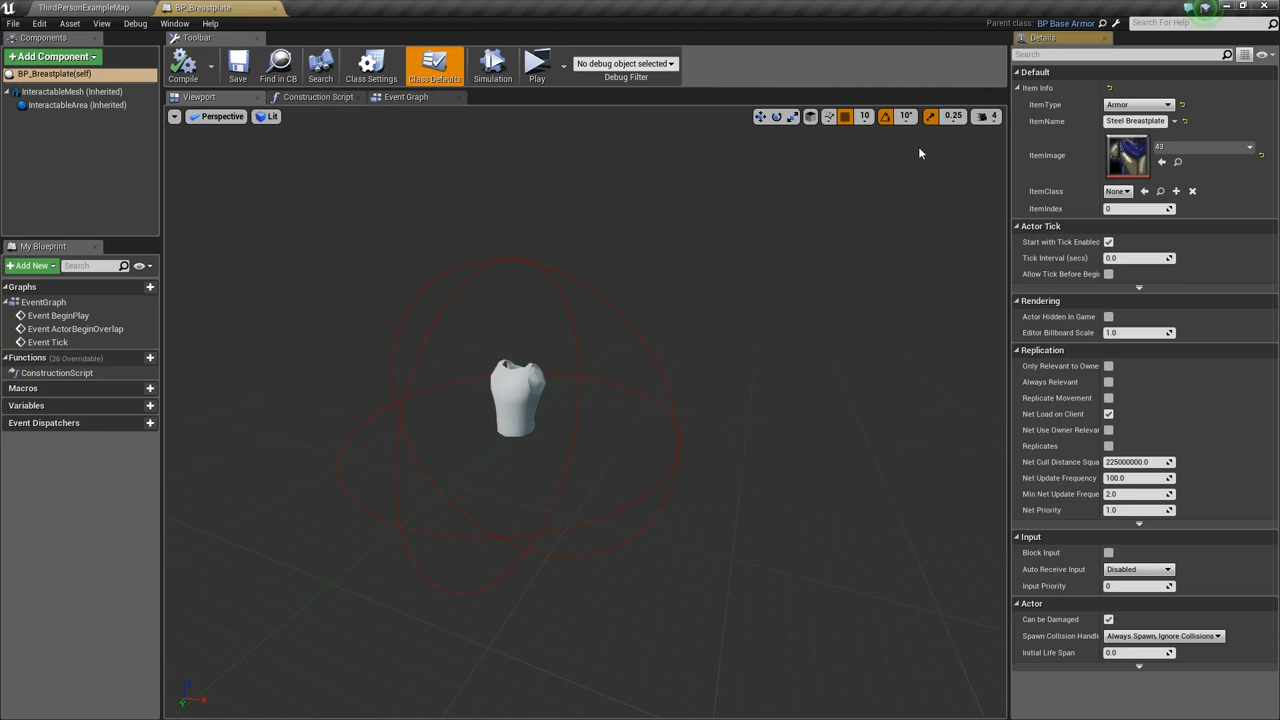 ThirdPersonExampleMap
BP_Breastplate
File Edit Asset View Debug Window Help
Parent class: BP Base Armor
Search For Help
Components
Toolbar
Details
Add Component
BP_Breastplate(self)
InteractableMesh (Inherited)
InteractableArea (Inherited)
Compile
Save
Find in CB
Search
Class Settings
Class Defaults
Simulation
Play
No debug object selected
Debug Filter
Viewport
Construction Script
Event Graph
Perspective
Lit
10
10°
0.25
4
My Blueprint
Add New
Search
Graphs
EventGraph
Event BeginPlay
Event ActorBeginOverlap
Event Tick
Functions (26 Overridable)
ConstructionScript
Macros
Variables
Event Dispatchers
Search
Default
Item Info
ItemType Armor
ItemName Steel Breastplate
ItemImage 43
ItemClass None
ItemIndex 0
Actor Tick
Start with Tick Enabled
Tick Interval (secs) 0.0
Allow Tick Before Begi
Rendering
Actor Hidden In Game
Editor Billboard Scale 1.0
Replication
Only Relevant to Owne
Always Relevant
Replicate Movement
Net Load on Client
Net Use Owner Relevar
Replicates
Net Cull Distance Squa 225000000.0
Net Update Frequency 100.0
Min Net Update Freque 2.0
Net Priority 1.0
Input
Block Input
Auto Receive Input Disabled
Input Priority 0
Actor
Can be Damaged
Spawn Collision Handli Always Spawn, Ignore Collisions
Initial Life Span 0.0
X
Y